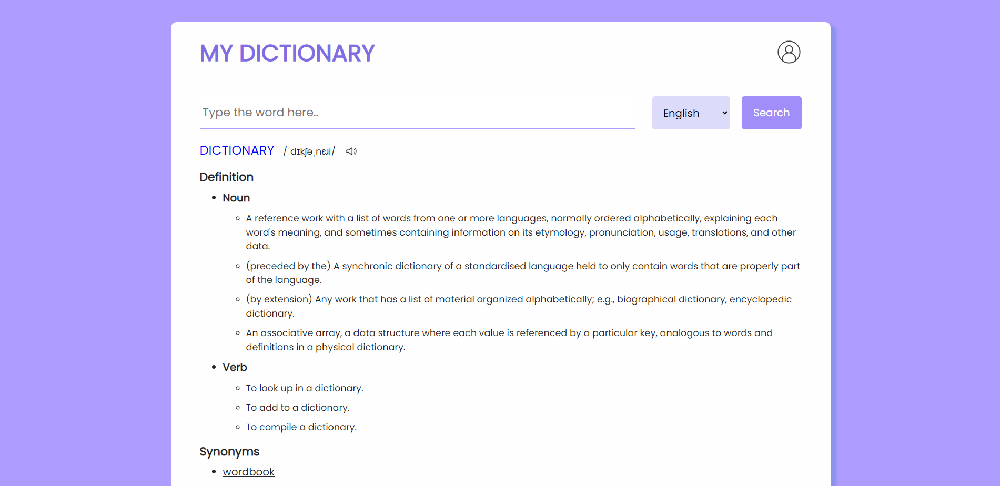 MY DICTIONARY
Type the word here..
English
Search
DICTIONARY /ˈdɪkʃəˌnɛɹi/
Definition
Noun
A reference work with a list of words from one or more languages, normally ordered alphabetically, explaining each
word's meaning, and sometimes containing information on its etymology, pronunciation, usage, translations, and other
data.
(preceded by the) A synchronic dictionary of a standardised language held to only contain words that are properly part
of the language.
(by extension) Any work that has a list of material organized alphabetically; e.g., biographical dictionary, encyclopedic
dictionary.
An associative array, a data structure where each value is referenced by a particular key, analogous to words and
definitions in a physical dictionary.
Verb
To look up in a dictionary.
To add to a dictionary.
To compile a dictionary.
Synonyms
wordbook